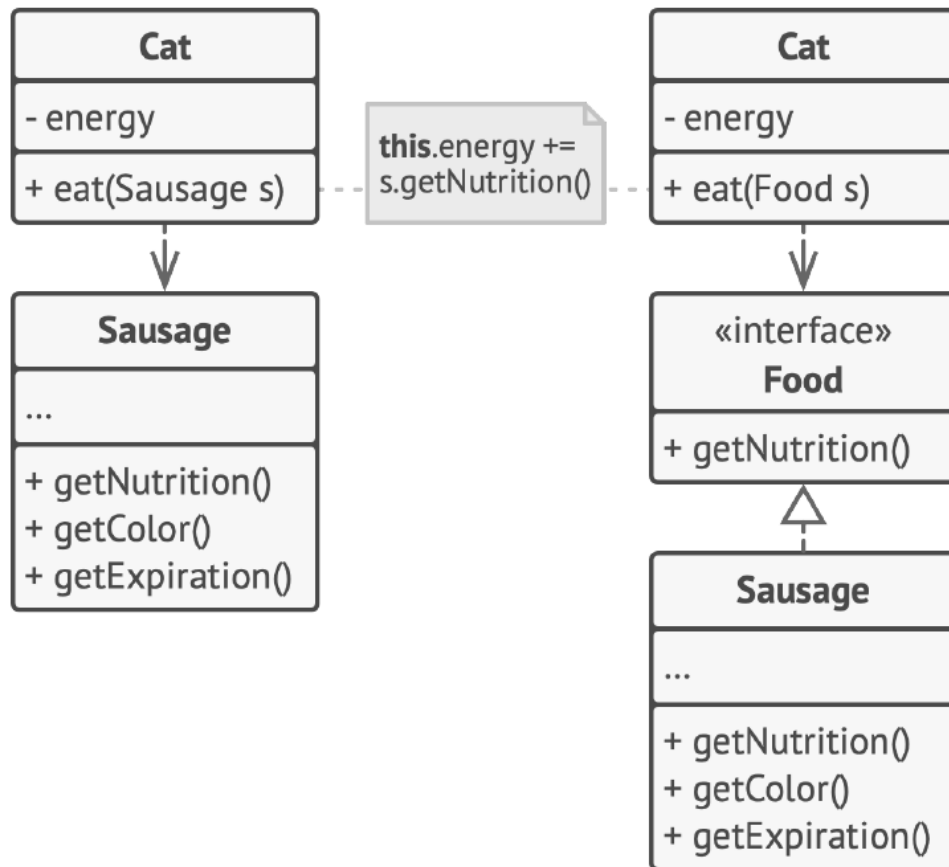 Cat
- energy
+ eat(Sausage s)
Sausage
...
+ getNutrition()
+ getColor()
+ getExpiration()
this.energy +=
s.getNutrition()
Cat
- energy
+ eat(Food s)
«interface»
Food
+ getNutrition()
Sausage
...
+ getNutrition()
+ getColor()
+ getExpiration()